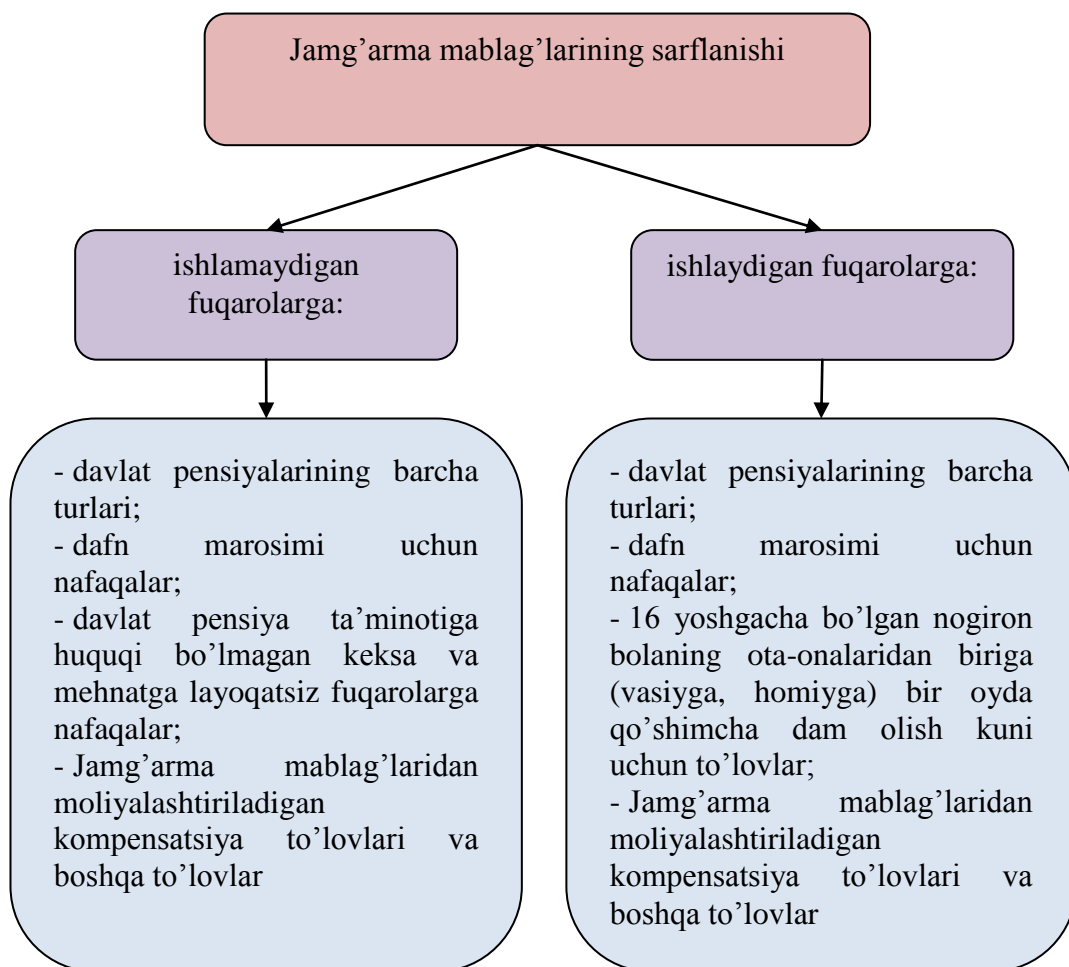 Jamg’arma mablag’larining sarflanishi
ishlamaydigan
fuqarolarga:
ishlaydigan fuqarolarga:
- davlat pensiyalarining barcha
turlari;
- dafn marosimi uchun
nafaqalar;
- davlat pensiya ta’minotiga
huquqi bo’lmagan keksa va
mehnatga layoqatsiz fuqarolarga
nafaqalar;
- Jamg’arma mablag’laridan
moliyalashtiriladigan
kompensatsiya to’lovlari va
boshqa to’lovlar
- davlat pensiyalarining barcha
turlari;
- dafn marosimi uchun
nafaqalar;
- 16 yoshgacha bo’lgan nogiron
bolaning ota-onalaridan biriga
(vasiyga, homiyga) bir oyda
qo’shimcha dam olish kuni
uchun to’lovlar;
- Jamg’arma mablag’laridan
moliyalashtiriladigan
kompensatsiya to’lovlari va
boshqa to’lovlar